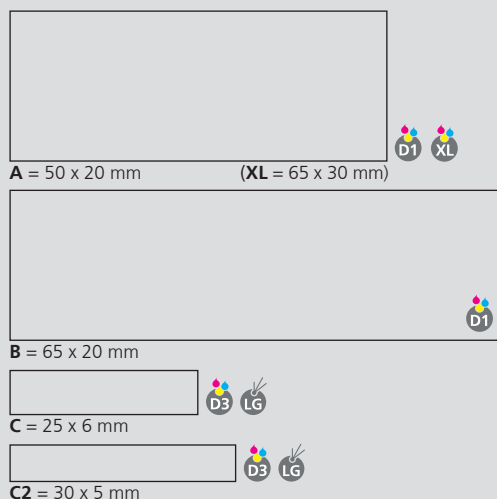 D1 XL
A = 50 x 20 mm (XL = 65 x 30 mm)
D1
B = 65 x 20 mm
D3 LG
C = 25 x 6 mm
D3 LG
C2 = 30 x 5 mm